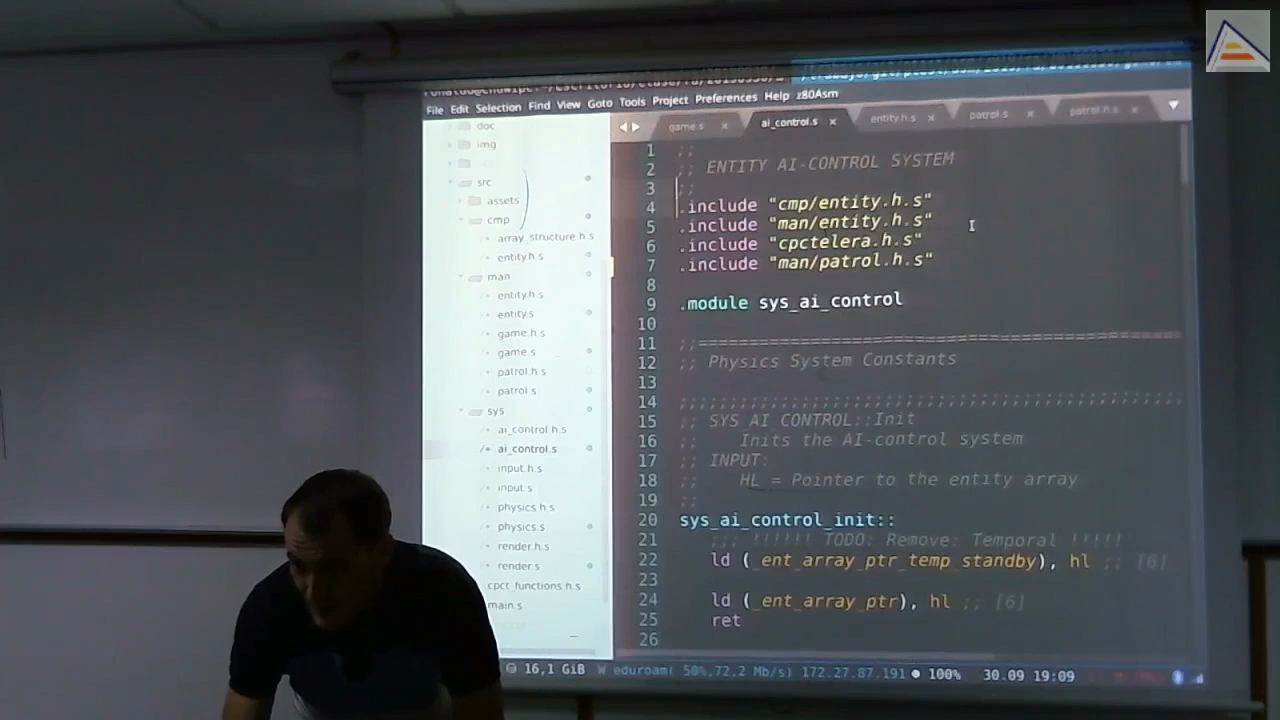 File Edit Selection Find View Goto Tools Project Preferences Help z80Asm
game.s × ai_control.s × entity.h.s × patrol.s × patrol.h.s ×
doc
img
src
assets
cmp
array_structure.h.s
entity.h.s
man
entity.h.s
entity.s
game.h.s
game.s
patrol.h.s
patrol.s
sys
ai_control.h.s
ai_control.s
input.h.s
input.s
physics.h.s
physics.s
render.h.s
render.s
cpct_functions.h.s
main.s
1 ;;
2 ;; ENTITY AI-CONTROL SYSTEM
3 ;;
4 .include "cmp/entity.h.s"
5 .include "man/entity.h.s"
6 .include "cpctelera.h.s"
7 .include "man/patrol.h.s"
8
9 .module sys_ai_control
10
11 ;;==================================================
12 ;; Physics System Constants
13
14 ;;;;;;;;;;;;;;;;;;;;;;;;;;;;;;;;;;;;;;;;;;;;;;;;;;
15 ;; SYS_AI_CONTROL::Init
16 ;; Inits the AI-control system
17 ;; INPUT:
18 ;; HL = Pointer to the entity array
19 ;;
20 sys_ai_control_init::
21 ;;; !!!!!! TODO: Remove: Temporal !!!!!!
22 ld (_ent_array_ptr_temp_standby), hl ;; [6]
23
24 ld (_ent_array_ptr), hl ;; [6]
25 ret
26
16,1 GiB W eduroam( 58%,72,2 Mb/s) 172.27.87.191 100% 30.09 19:09